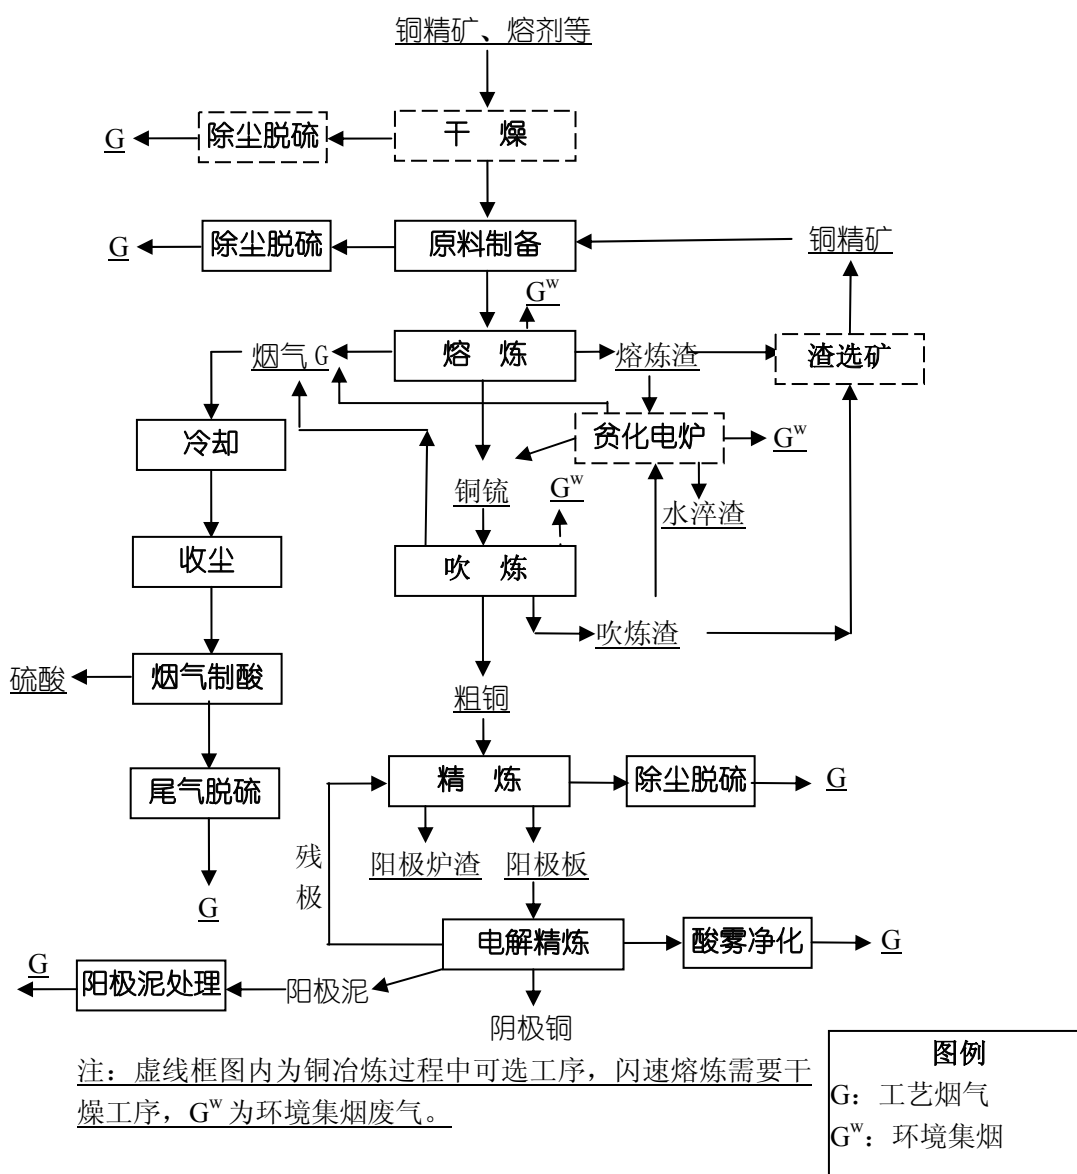 铜精矿、熔剂等
G
除尘脱硫
干 燥
G
除尘脱硫
原料制备
铜精矿
Gw
烟气 G
熔 炼
熔炼渣
渣选矿
冷却
贫化电炉
Gw
铜锍
Gw
水淬渣
收尘
吹 炼
吹炼渣
硫酸
烟气制酸
粗铜
尾气脱硫
精 炼
除尘脱硫
G
残
极
阳极炉渣
阳极板
G
电解精炼
酸雾净化
G
G
阳极泥处理
阳极泥
阴极铜
注：虚线框图内为铜冶炼过程中可选工序，闪速熔炼需要干
燥工序，Gw 为环境集烟废气。
图例
G：工艺烟气
Gw：环境集烟